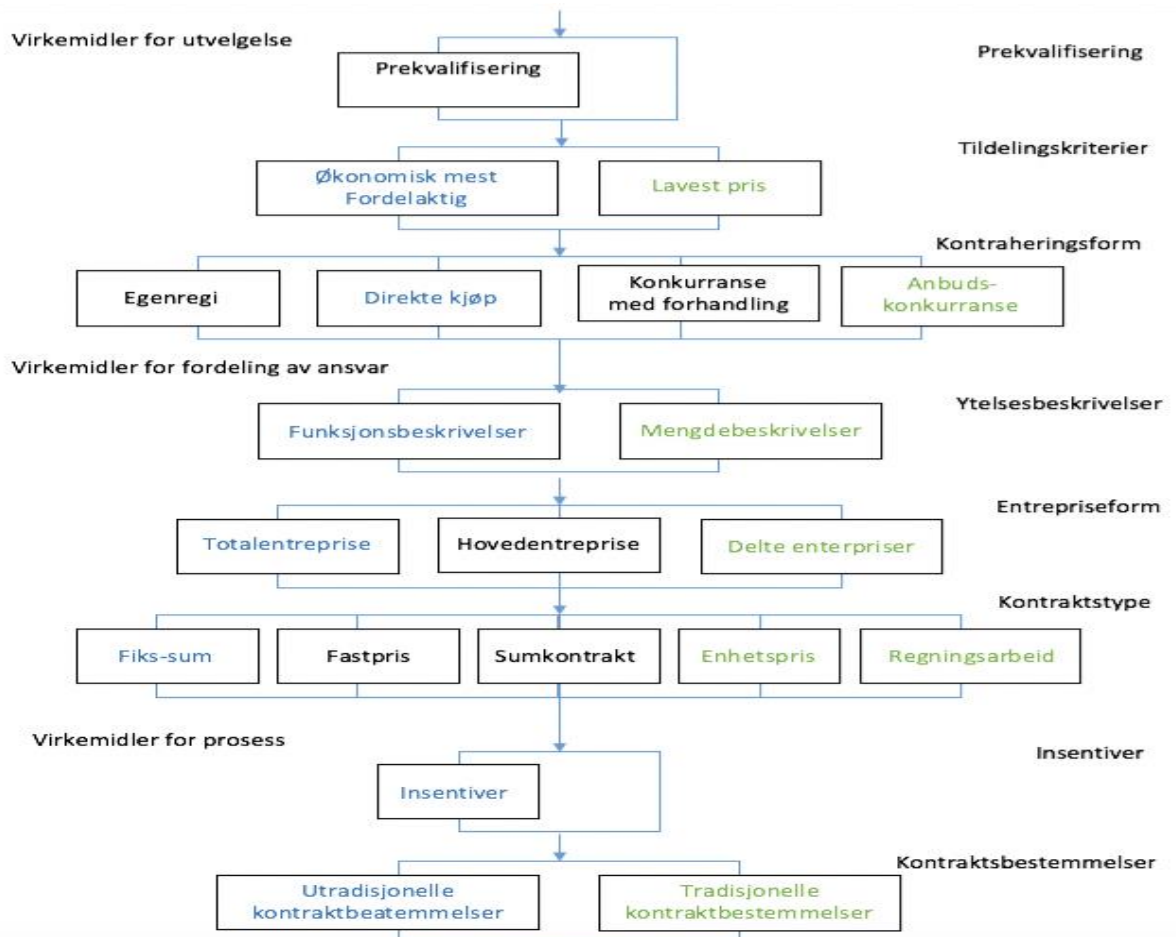 Virkemidler for utvelgelse
Prekvalifisering
Prekvalifisering
Tildelingskriterier
Økonomisk mest
Fordelaktig
Lavest pris
Kontraheringsform
Egenregi
Direkte kjøp
Konkurranse
med forhandling
Anbuds-
konkurranse
Virkemidler for fordeling av ansvar
Ytelsesbeskrivelser
Funksjonsbeskrivelser
Mengdebeskrivelser
Entrepriseform
Totalentreprise
Hovedentreprise
Delte enterpriser
Kontraktstype
Fiks-sum
Fastpris
Sumkontrakt
Enhetspris
Regningsarbeid
Virkemidler for prosess
Insentiver
Insentiver
Kontraktsbestemmelser
Utradisjonelle
kontraktbeatemmelser
Tradisjonelle
kontraktbestemmelser